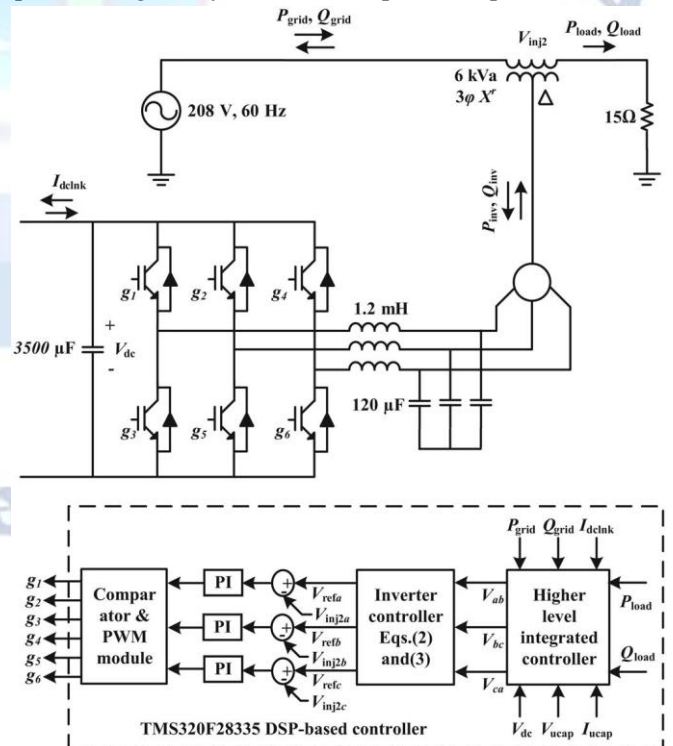 P_grid, Q_grid
V_inj2
P_load, Q_load
6 kVa
3φ X^r
Δ
208 V, 60 Hz
15Ω
I_dclnk
P_inv, Q_inv
g1
g2
g4
1.2 mH
3500 µF
+
V_dc
-
120 µF
g3
g5
g6
P_grid Q_grid I_dclnk
g1
g2
g3
g4
g5
g6
Compar
ator &
PWM
module
PI
PI
PI
+
-
V_refa
V_inj2a
+
-
V_refb
V_inj2b
+
-
V_refc
V_inj2c
Inverter
controller
Eqs.(2)
and(3)
V_ab
V_bc
V_ca
Higher
level
integrated
controller
P_load
Q_load
V_dc V_ucap I_ucap
TMS320F28335 DSP-based controller